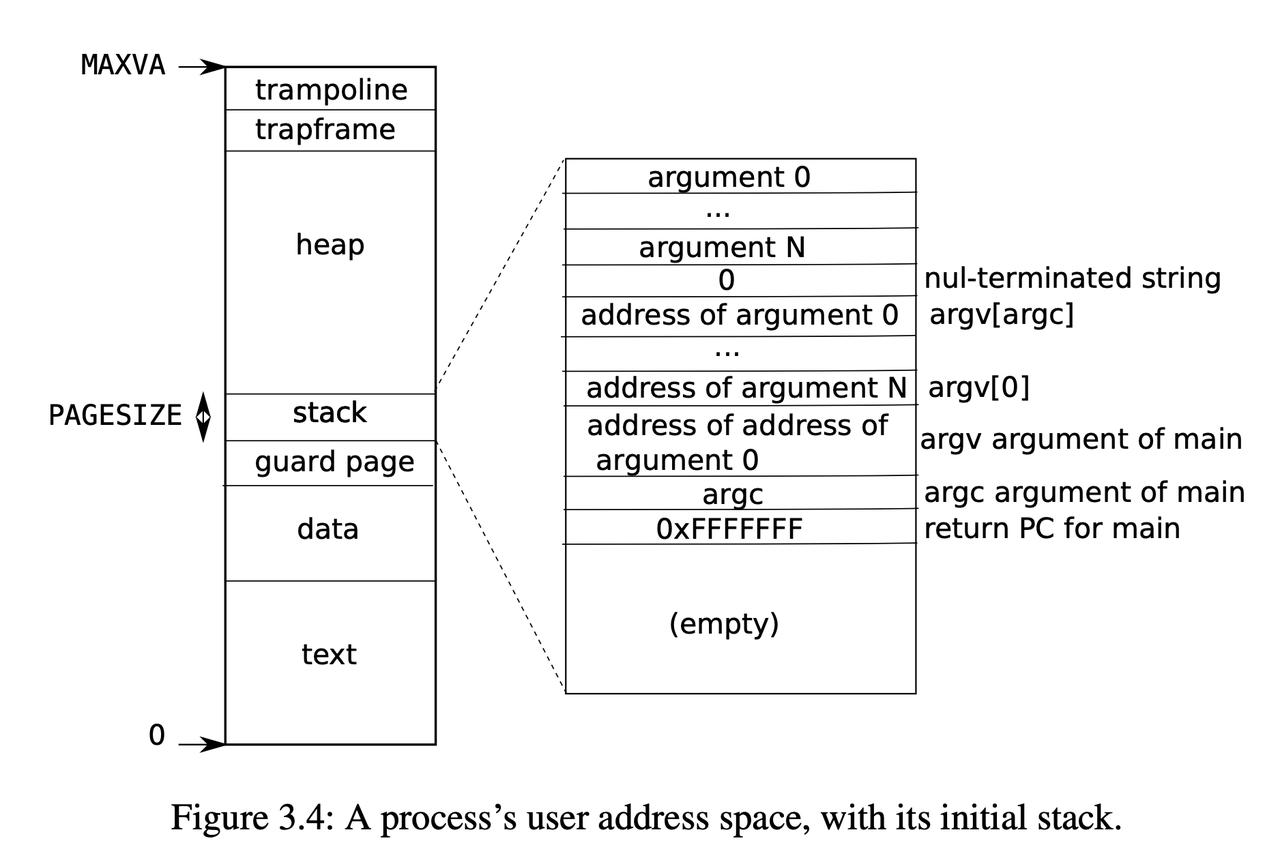 MAXVA
trampoline
trapframe
heap
PAGESIZE
stack
guard page
data
text
0
argument 0
...
argument N
0 nul-terminated string
address of argument 0 argv[argc]
...
address of argument N argv[0]
address of address of
argument 0
argv argument of main
argc argc argument of main
0xFFFFFFF return PC for main
(empty)
Figure 3.4: A process’s user address space, with its initial stack.